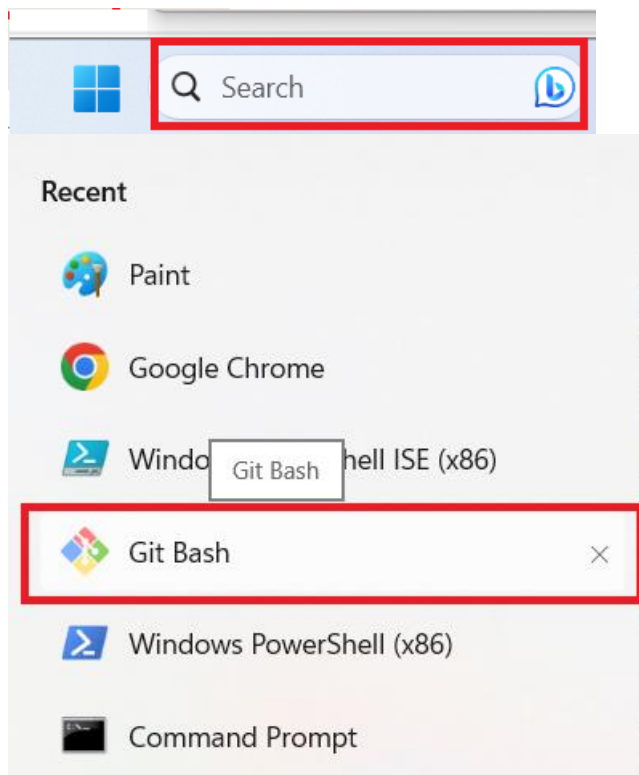 Search
Recent
Paint
Google Chrome
Windo hell ISE (x86)
Git Bash
Git Bash
Windows PowerShell (x86)
Command Prompt